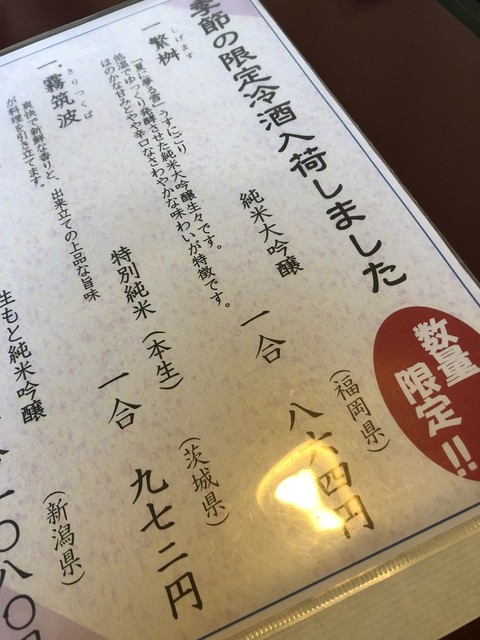 季節の限定冷酒入荷しました
数量
限定!!
一、繁桝
しげます
純米大吟醸
(福岡県)
うすにごり
低温でゆっくり発酵させた純米大吟醸生々です。
ほのかな甘みとやや辛口なさわやかな味わいが特徴です。
一合 八六四円
一、霧筑波
きりつくば
特別純米(本生)
(茨城県)
爽快で新鮮な香りと、出来立ての上品な旨味
が料理を引き立てます。
一合 九七二円
生もと純米吟醸
(新潟県)
一〇八〇円